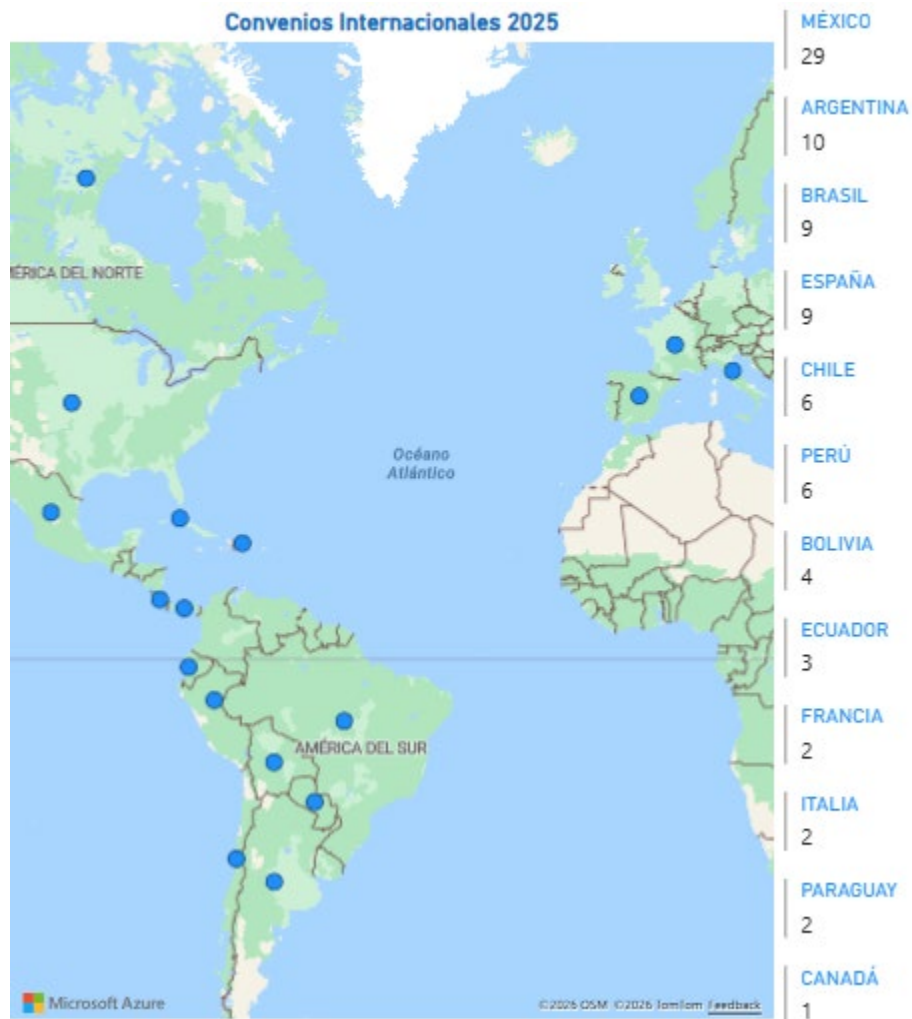 Convenios Internacionales 2025
MÉRICA DEL NORTE
Océano
Atlántico
AMÉRICA DEL SUR
Microsoft Azure
©2026 OSM ©2026 TomTom Feedback
MÉXICO
29
ARGENTINA
10
BRASIL
9
ESPAÑA
9
CHILE
6
PERÚ
6
BOLIVIA
4
ECUADOR
3
FRANCIA
2
ITALIA
2
PARAGUAY
2
CANADÁ
1